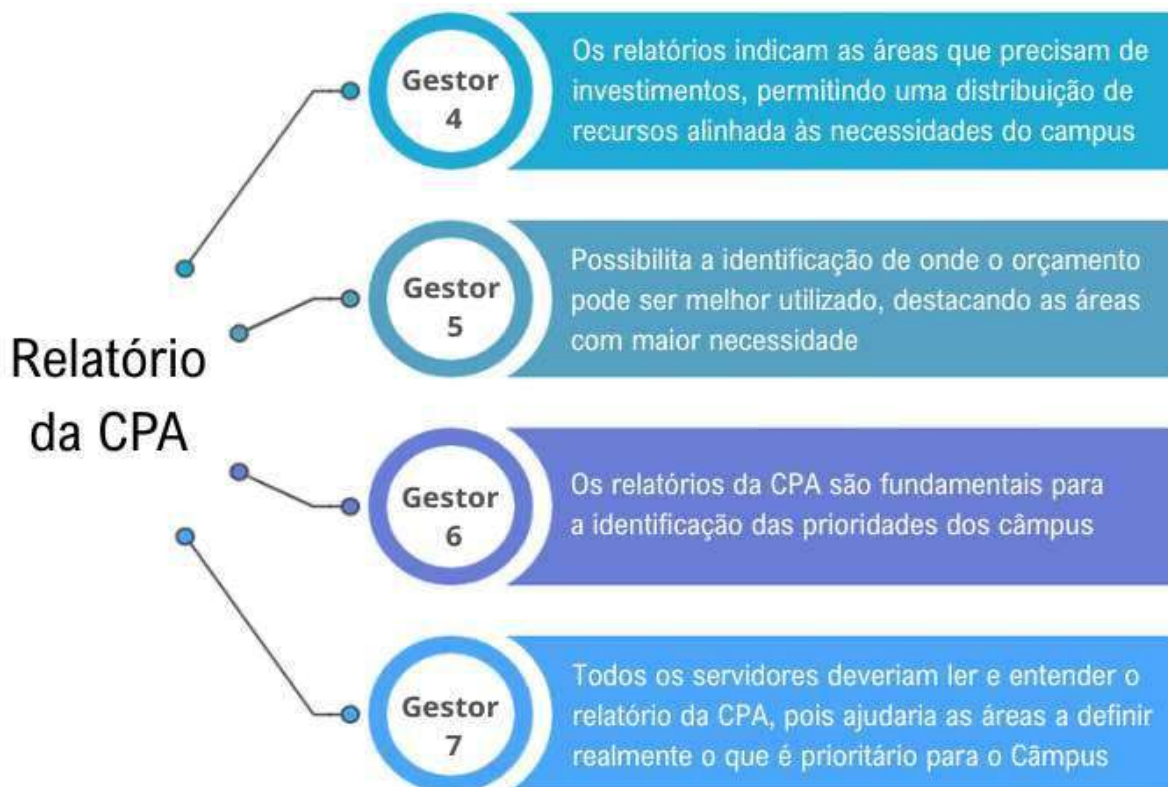 Relatório
da CPA
Gestor
4
Os relatórios indicam as áreas que precisam de
investimentos, permitindo uma distribuição de
recursos alinhada às necessidades do campus
Gestor
5
Possibilita a identificação de onde o orçamento
pode ser melhor utilizado, destacando as áreas
com maior necessidade
Gestor
6
Os relatórios da CPA são fundamentais para
a identificação das prioridades dos câmpus
Gestor
7
Todos os servidores deveriam ler e entender o
relatório da CPA, pois ajudaria as áreas a definir
realmente o que é prioritário para o Câmpus